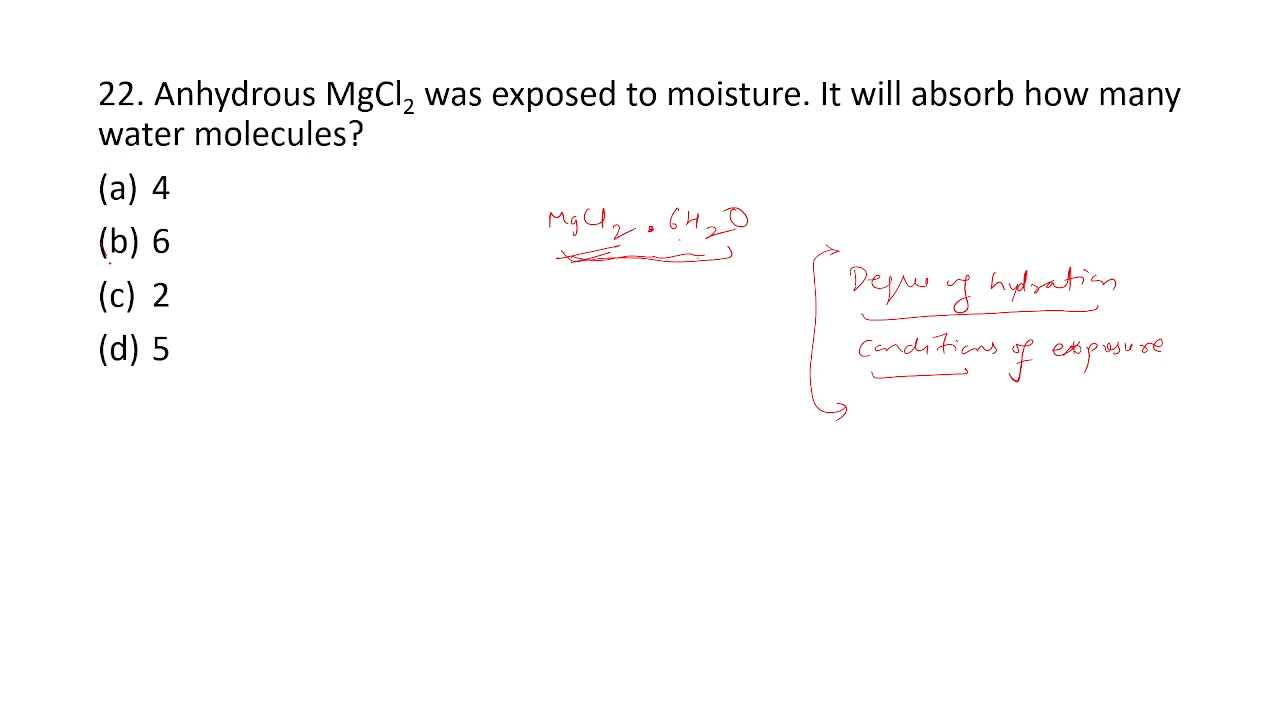 22. Anhydrous MgCl₂ was exposed to moisture. It will absorb how many
water molecules?
(a) 4
(b) 6
(c) 2
(d) 5
MgCl₂ . 6H₂O
Degree of hydration
conditions of exposure